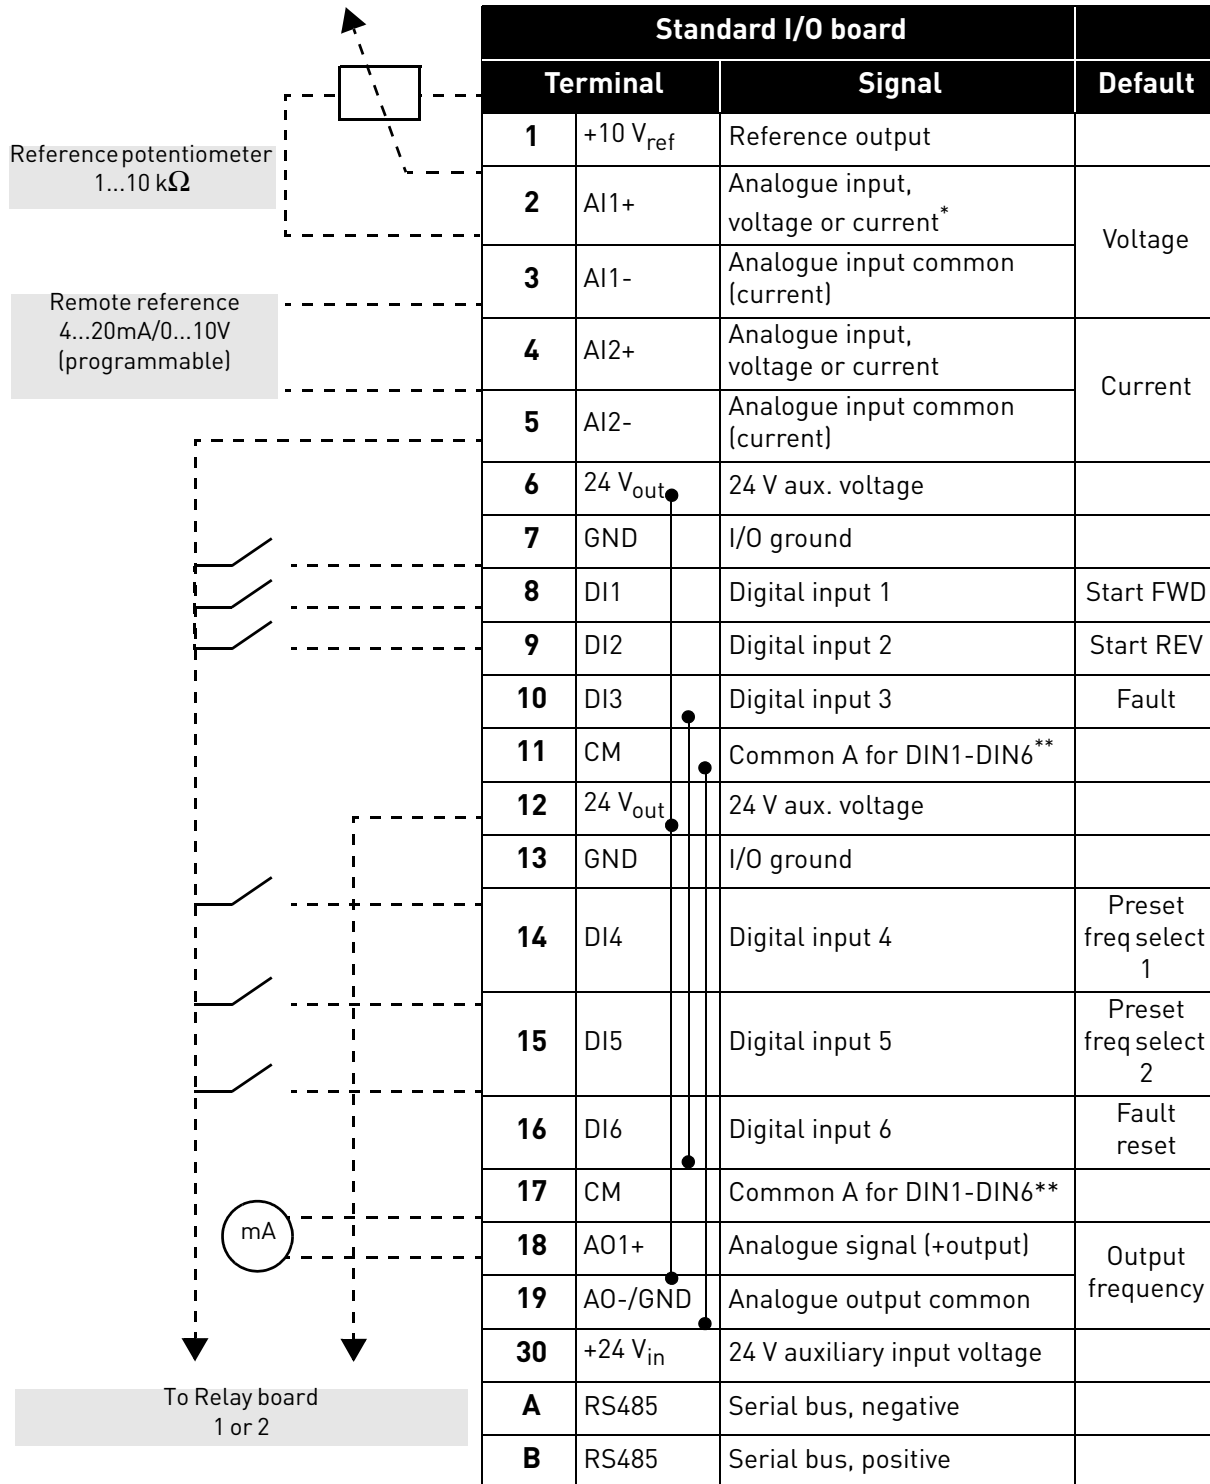 Standard I/O board
Terminal Signal Default
1 +10 Vref Reference output
Reference potentiometer
1...10 kΩ
2 AI1+ Analogue input,
voltage or current*
Voltage
3 AI1- Analogue input common
(current)
Remote reference
4...20mA/0...10V
(programmable)
4 AI2+ Analogue input,
voltage or current
Current
5 AI2- Analogue input common
(current)
6 24 Vout 24 V aux. voltage
7 GND I/O ground
8 DI1 Digital input 1 Start FWD
9 DI2 Digital input 2 Start REV
10 DI3 Digital input 3 Fault
11 CM Common A for DIN1-DIN6**
12 24 Vout 24 V aux. voltage
13 GND I/O ground
14 DI4 Digital input 4 Preset
freq select
1
15 DI5 Digital input 5 Preset
freq select
2
16 DI6 Digital input 6 Fault
reset
17 CM Common A for DIN1-DIN6**
mA
18 AO1+ Analogue signal (+output)
Output
frequency
19 AO-/GND Analogue output common
30 +24 Vin 24 V auxiliary input voltage
To Relay board
1 or 2
A RS485 Serial bus, negative
B RS485 Serial bus, positive